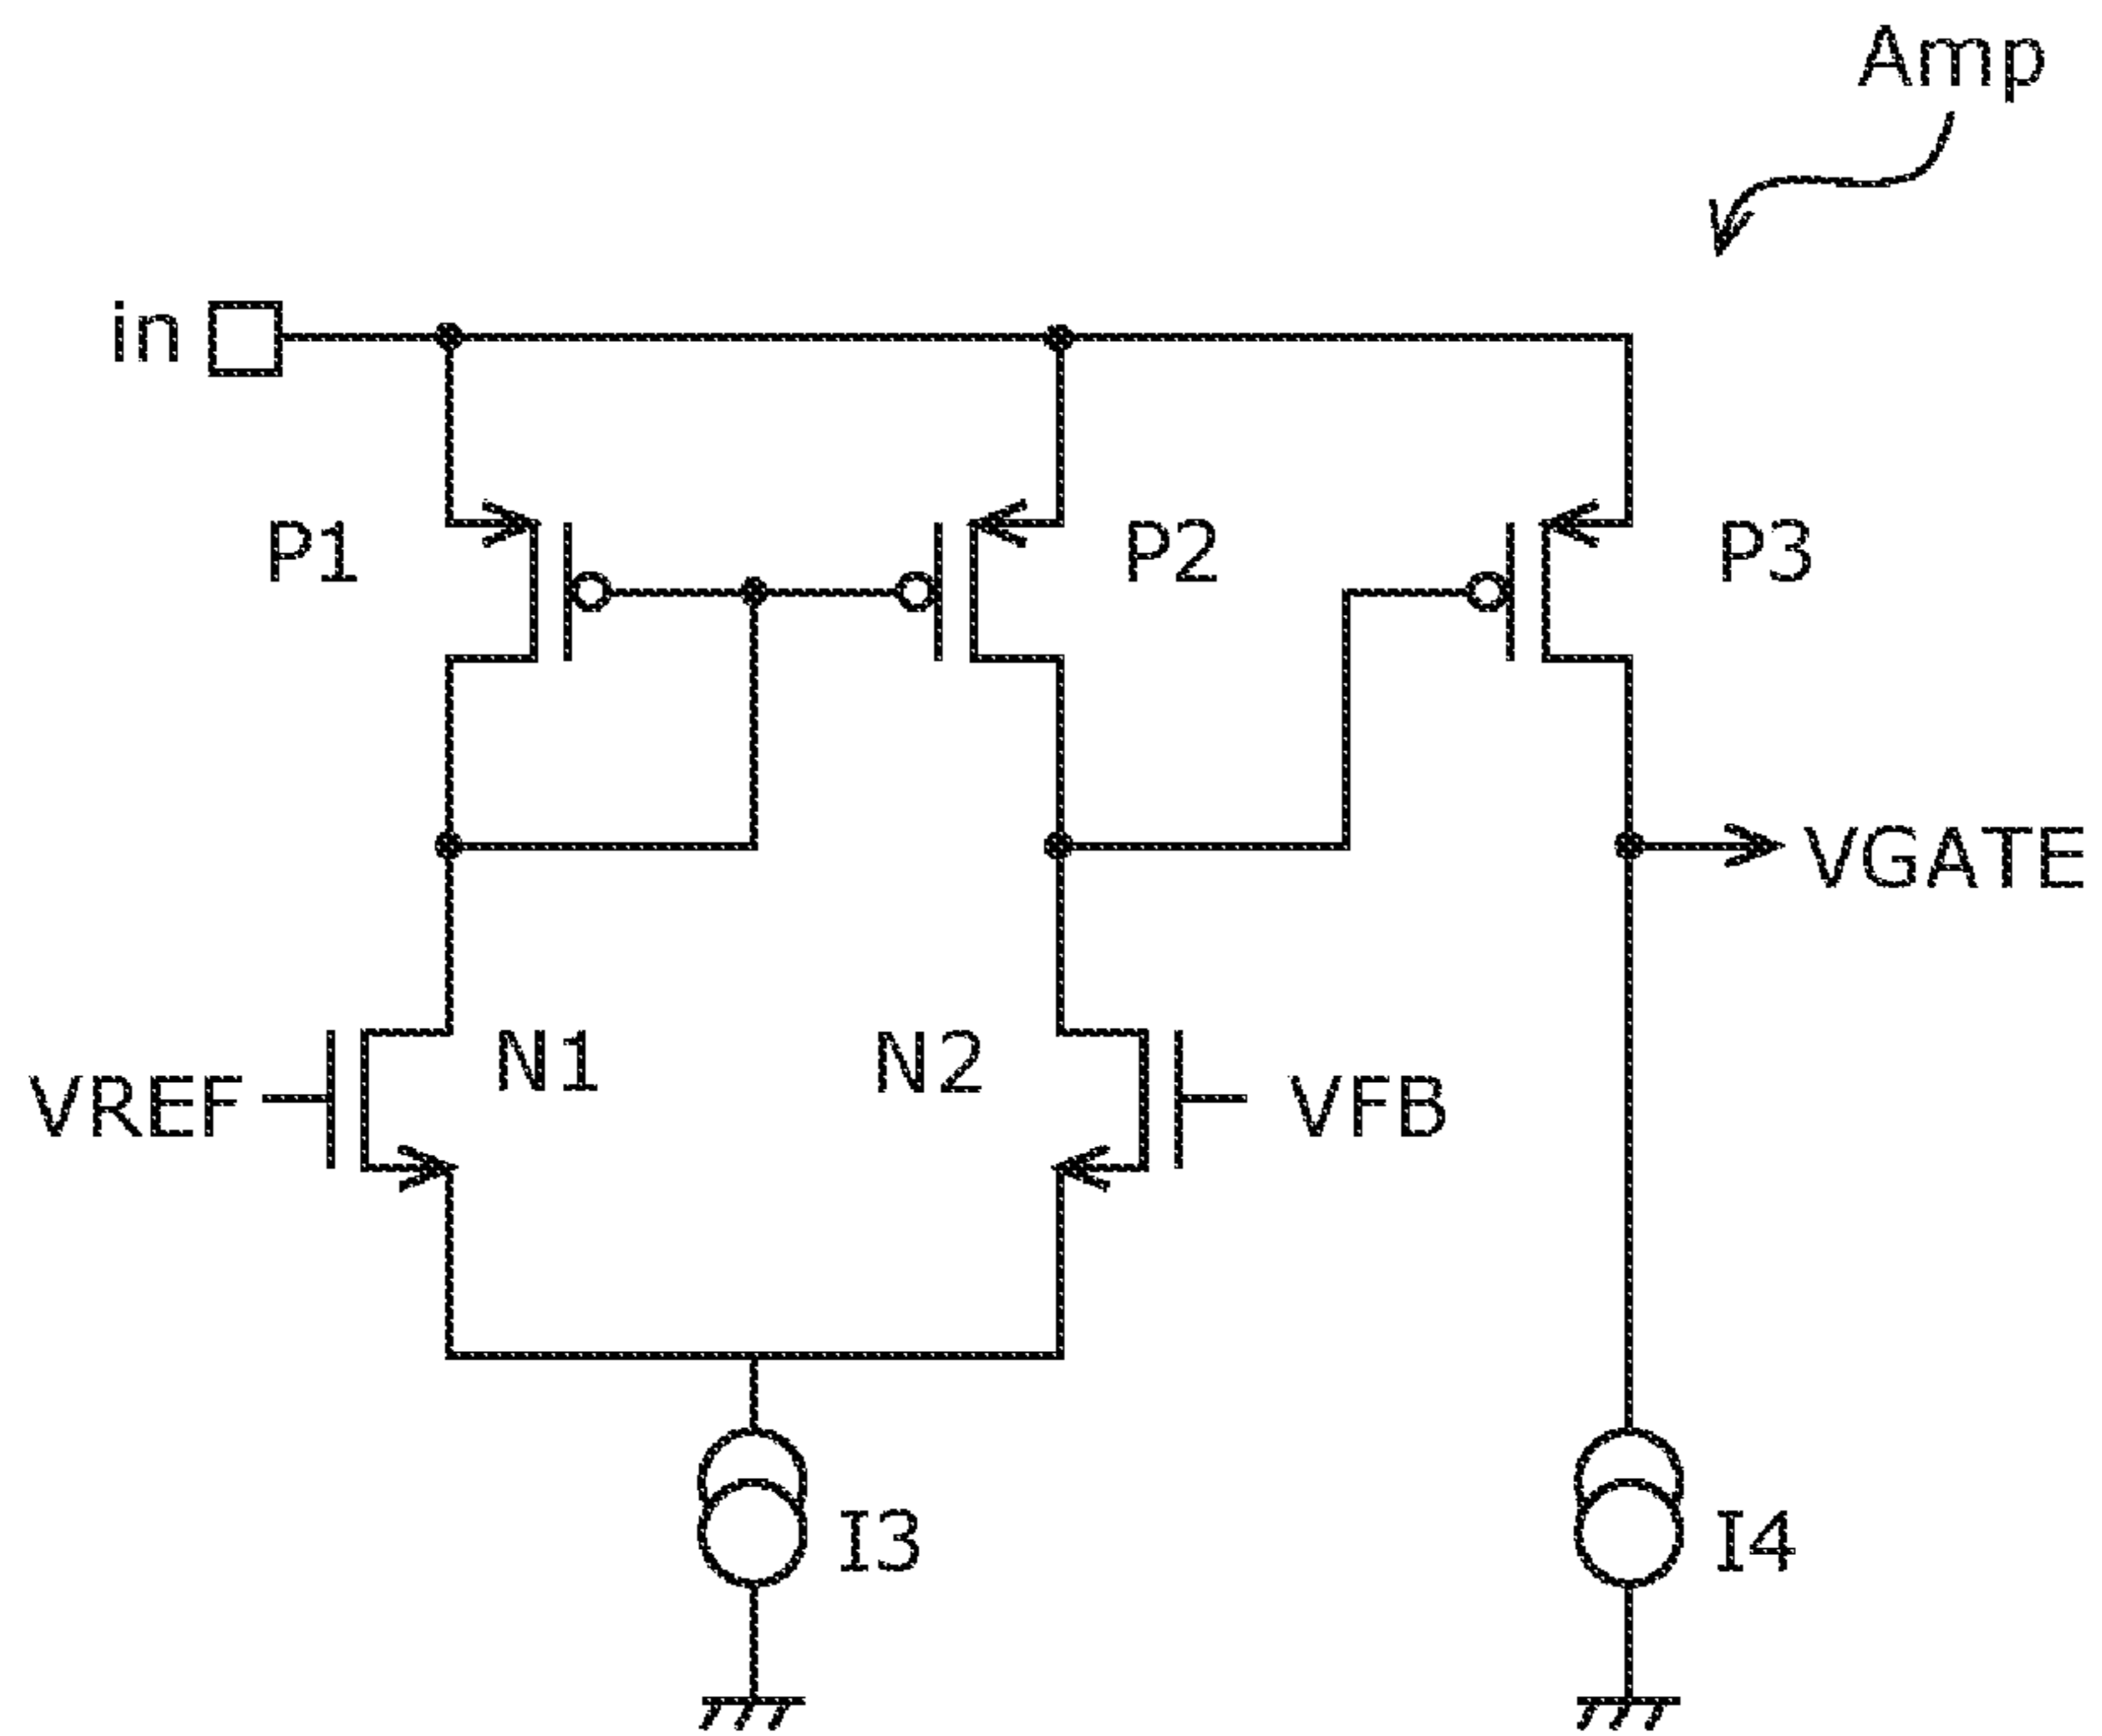 Amp
in
P1
P2
P3
VGATE
VREF
N1
N2
VFB
I3
I4